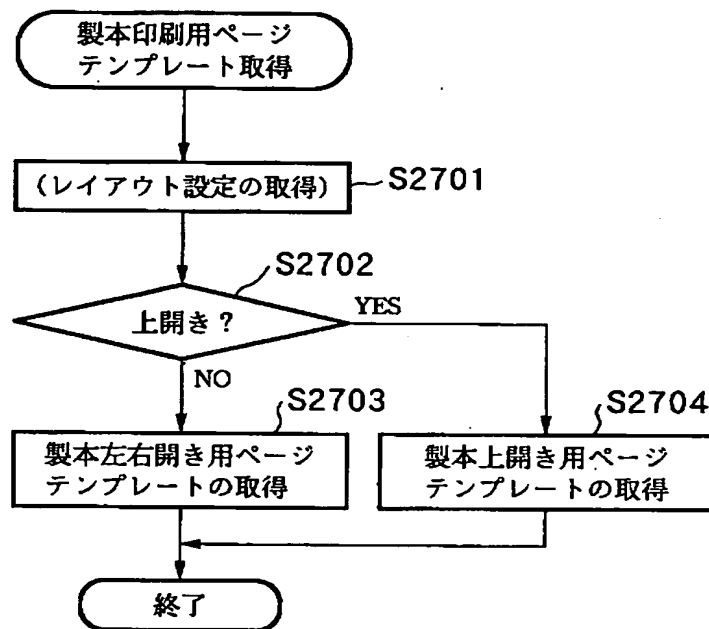 製本印刷用ページ
テンプレート取得
(レイアウト設定の取得)
S2701
S2702
上開き?
YES
NO
S2703
製本左右開き用ページ
テンプレートの取得
S2704
製本上開き用ページ
テンプレートの取得
終了